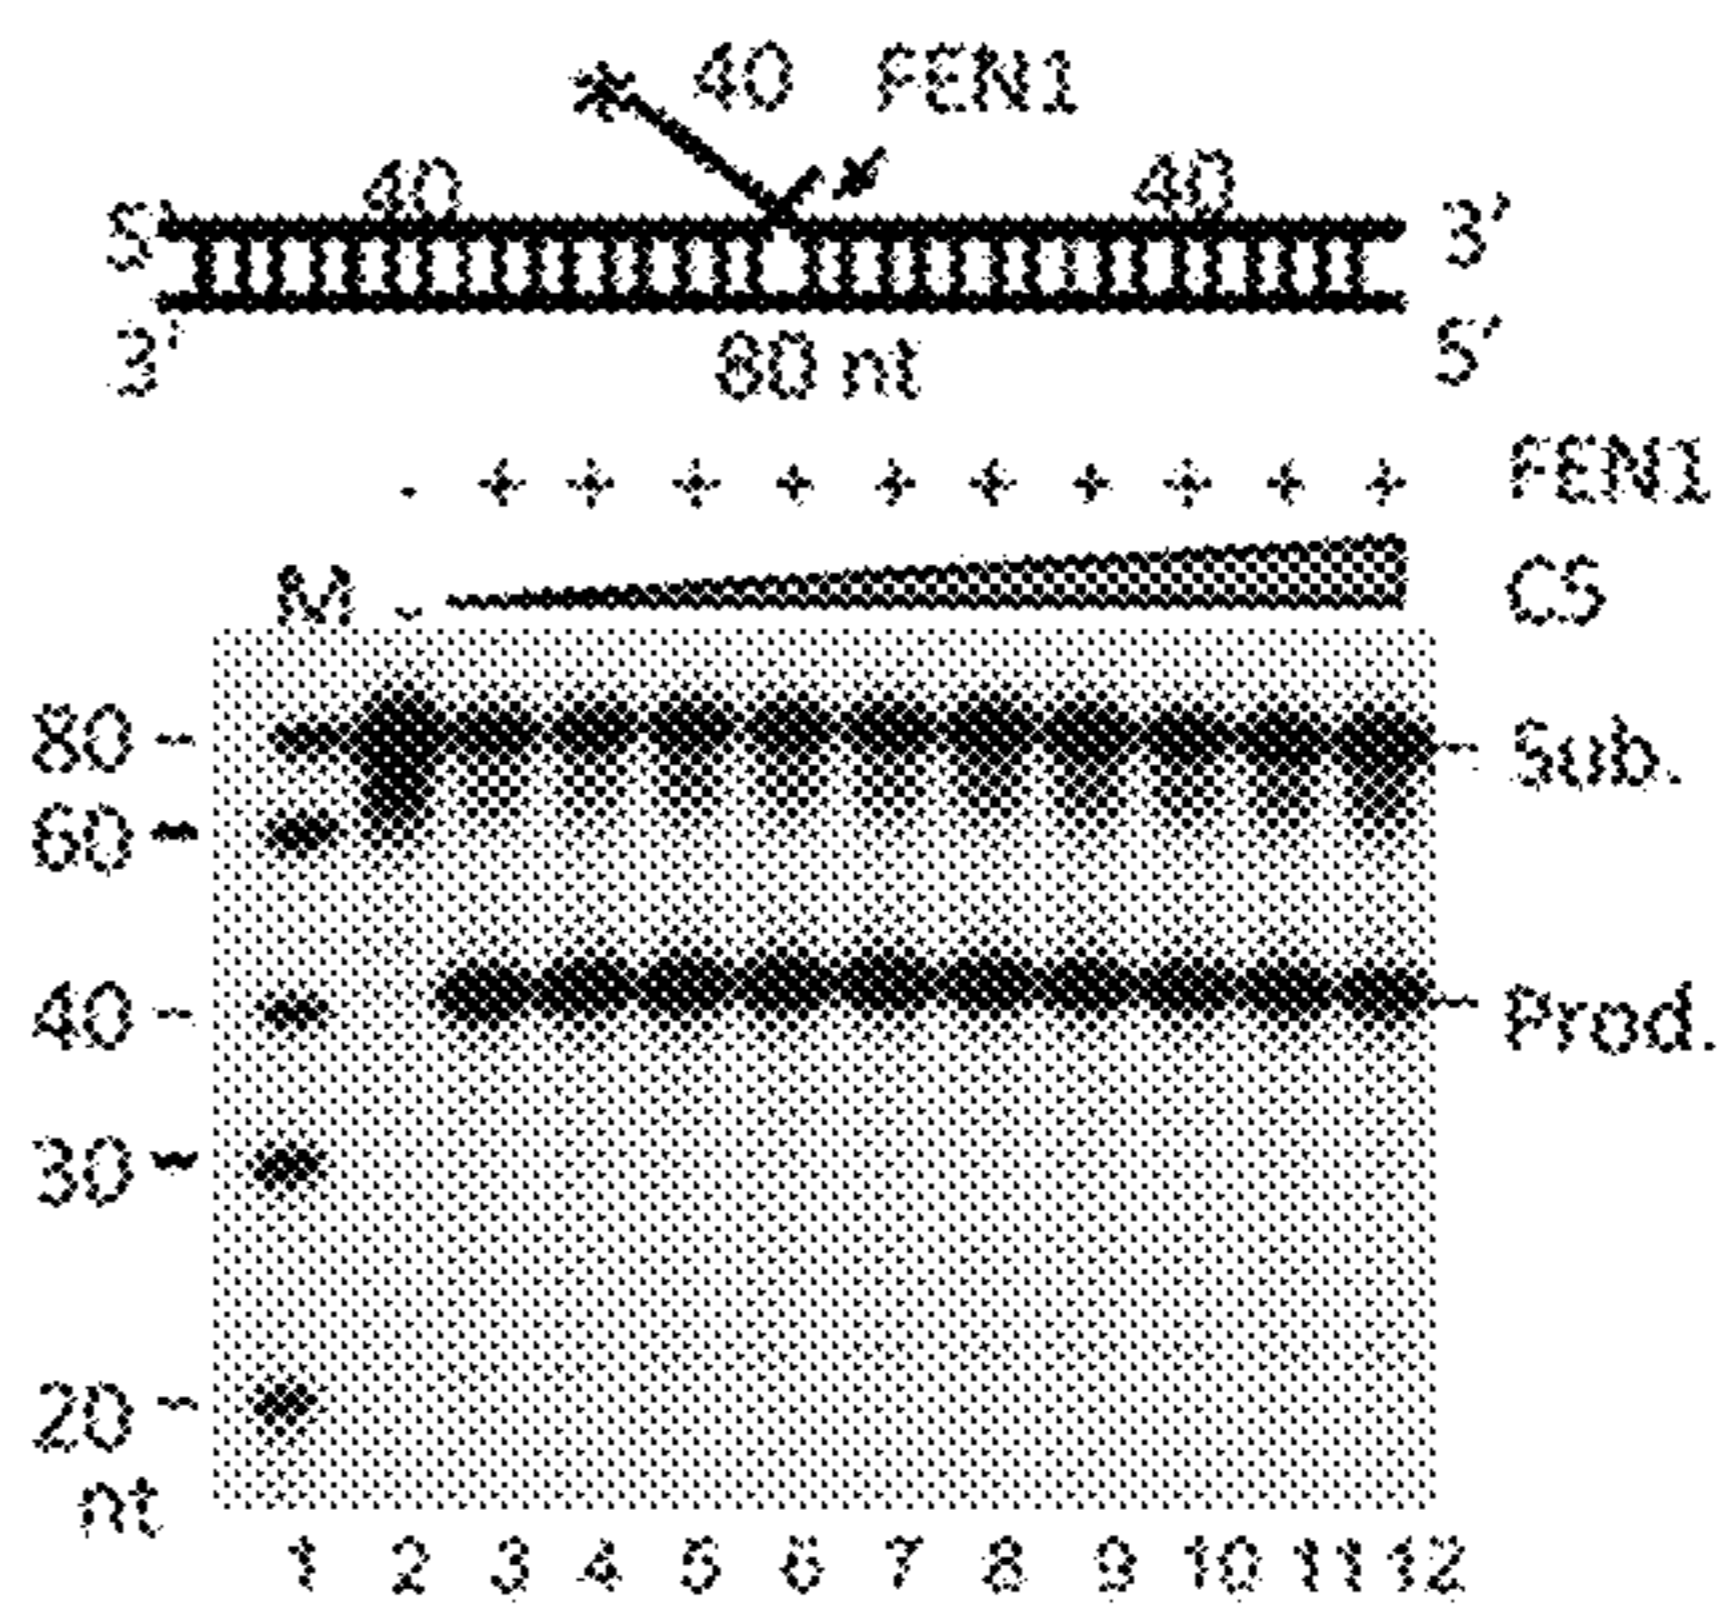 * 40 FEN1
40 40
5' 3'
3' 5'
80 nt
- + + + + + + + + + + FEN1
M - C5
80 - - Sub.
60 -
40 - - Prod.
30 -
20 -
nt
1 2 3 4 5 6 7 8 9 10 11 12